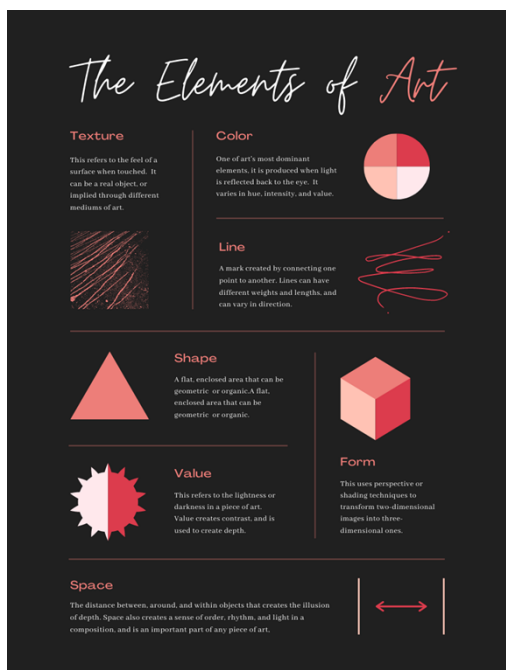 The Elements of Art
Texture
This refers to the feel of a
surface when touched. It
can be a real object, or
implied through different
mediums of art.
Color
One of art's most dominant
elements, it is produced when light
is reflected back to the eye. It
varies in hue, intensity, and value.
Line
A mark created by connecting one
point to another. Lines can have
different weights and lengths, and
can vary in direction.
Shape
A flat, enclosed area that can be
geometric or organic.A flat,
enclosed area that can be
geometric or organic.
Value
This refers to the lightness or
darkness in a piece of art.
Value creates contrast, and is
used to create depth.
Form
This uses perspective or
shading techniques to
transform two-dimensional
images into three-
dimensional ones.
Space
The distance between, around, and within objects that creates the illusion
of depth. Space also creates a sense of order, rhythm, and light in a
composition, and is an important part of any piece of art.